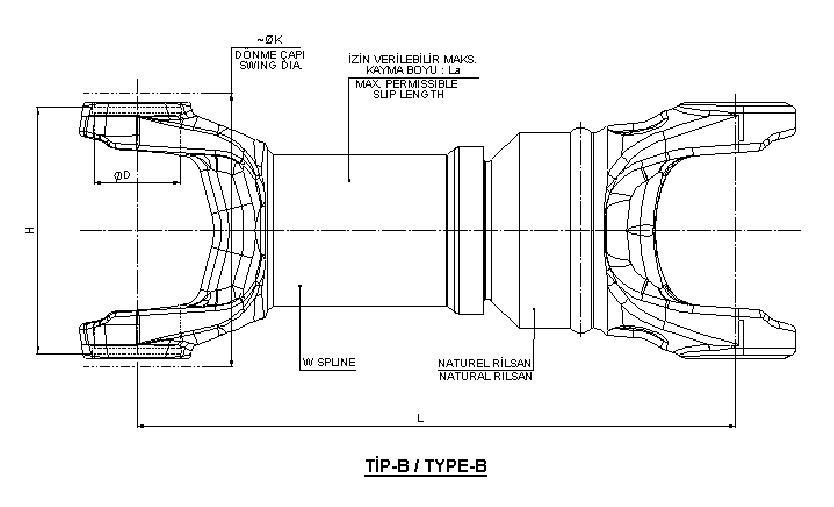 ~ØK
DÖNME ÇAPI
SWING DIA.
İZİN VERİLEBİLİR MAKS.
KAYMA BOYU : La
MAX. PERMISSIBLE
SLIP LENGTH
ØD
H
W SPLINE
NATUREL RİLSAN
NATURAL RİLSAN
L
TİP-B / TYPE-B